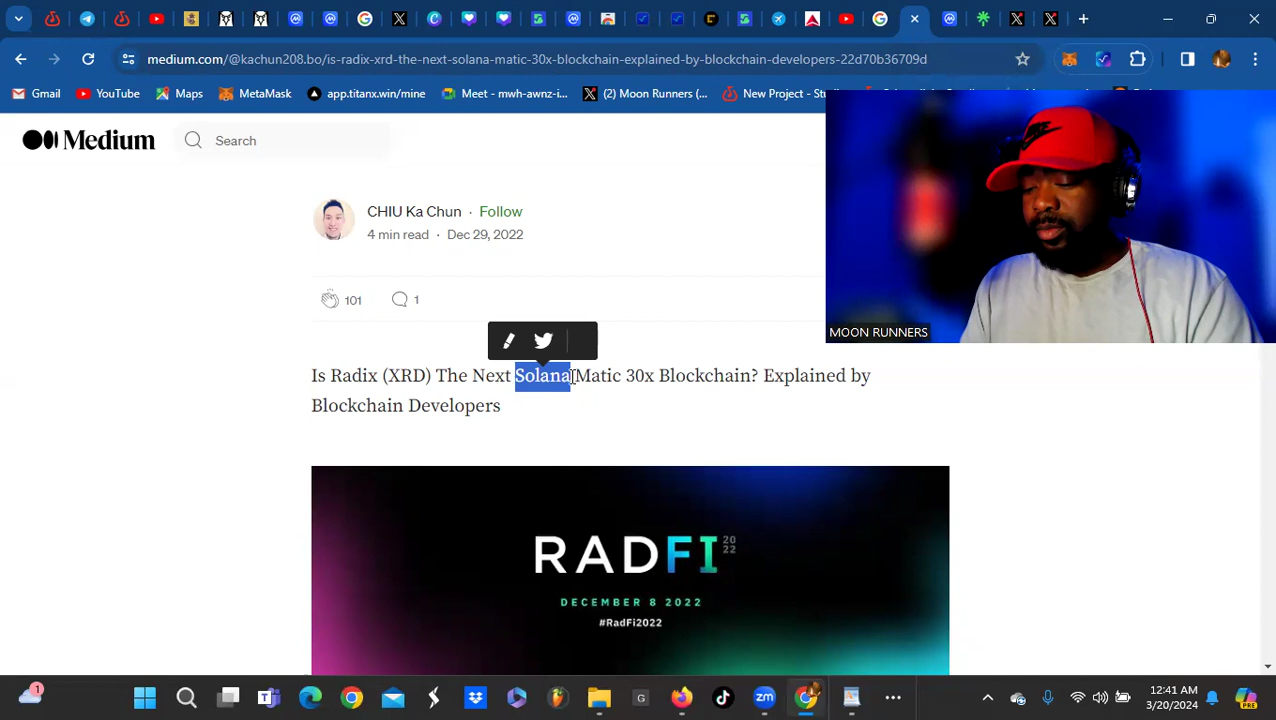 medium.com/@kachun208.bo/is-radix-xrd-the-next-solana-matic-30x-blockchain-explained-by-blockchain-developers-22d70b36709d
Gmail YouTube Maps MetaMask app.titanx.win/mine Meet - mwh-awnz-i... (2) Moon Runners (... New Project - Stu
Medium
Search
CHIU Ka Chun · Follow
4 min read · Dec 29, 2022
101 1
MOON RUNNERS
Is Radix (XRD) The Next Solana Matic 30x Blockchain? Explained by
Blockchain Developers
RADFI 2022
DECEMBER 8 2022
#RadFi2022
1
12:41 AM
3/20/2024
PRE